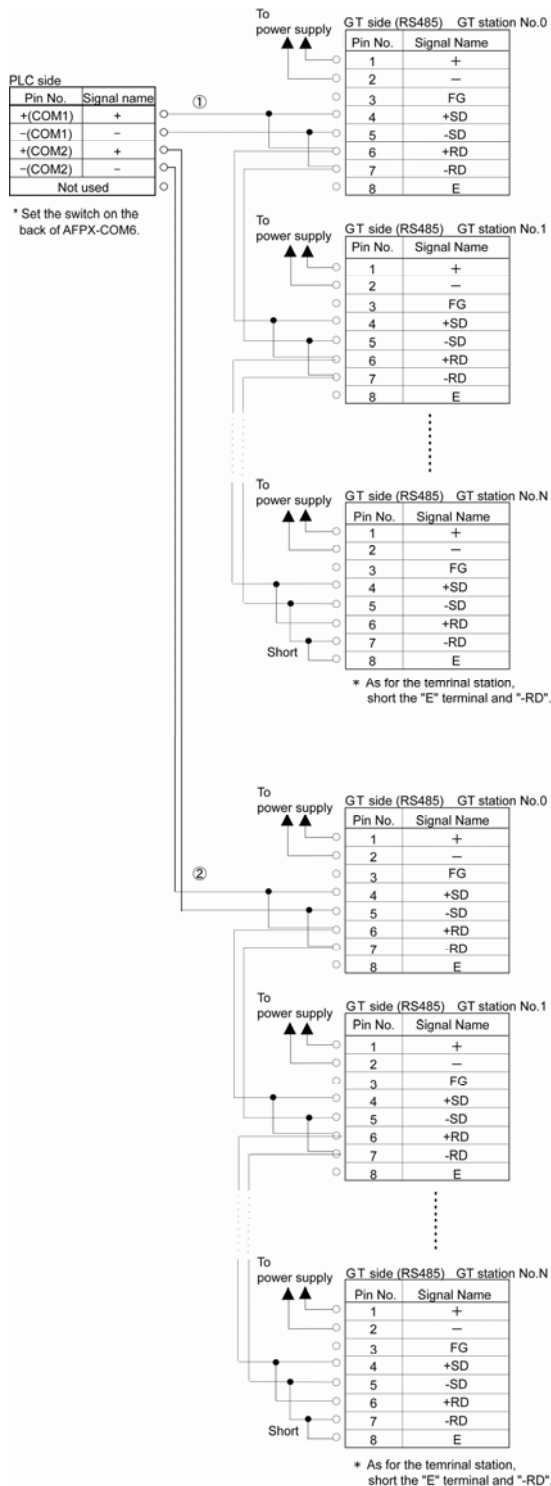 To
power supply
GT side (RS485) GT station No.0
Pin No. Signal Name
1 +
2 −
3 FG
4 +SD
5 -SD
6 +RD
7 -RD
8 E
PLC side
Pin No. Signal name
+(COM1) +
−(COM1) −
+(COM2) +
−(COM2) −
Not used
* Set the switch on the
back of AFPX-COM6.
①
To
power supply
GT side (RS485) GT station No.1
Pin No. Signal Name
1 +
2 −
3 FG
4 +SD
5 -SD
6 +RD
7 -RD
8 E
To
power supply
GT side (RS485) GT station No.N
Pin No. Signal Name
1 +
2 −
3 FG
4 +SD
5 -SD
6 +RD
7 -RD
8 E
Short
* As for the temrinal station,
short the "E" terminal and "-RD".
To
power supply
GT side (RS485) GT station No.0
Pin No. Signal Name
1 +
2 −
3 FG
4 +SD
5 -SD
6 +RD
7 -RD
8 E
②
To
power supply
GT side (RS485) GT station No.1
Pin No. Signal Name
1 +
2 −
3 FG
4 +SD
5 -SD
6 +RD
7 -RD
8 E
To
power supply
GT side (RS485) GT station No.N
Pin No. Signal Name
1 +
2 −
3 FG
4 +SD
5 -SD
6 +RD
7 -RD
8 E
Short
* As for the temrinal station,
short the "E" terminal and "-RD".